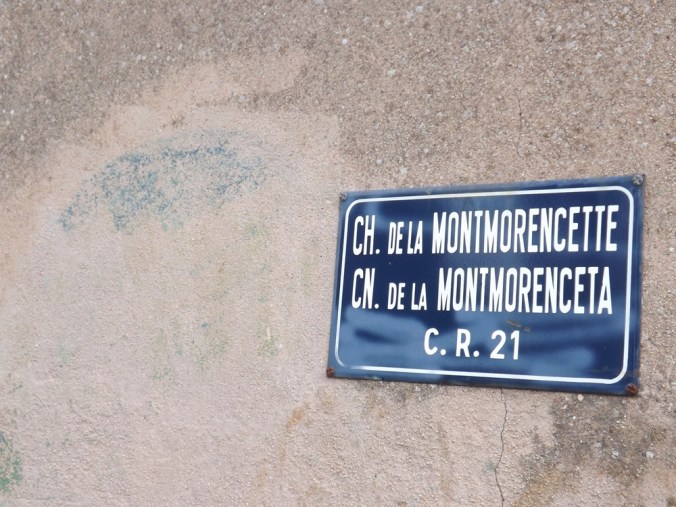 CH. DE LA MONTMORENCETTE
CN. DE LA MONTMORENCETA
C. R. 21